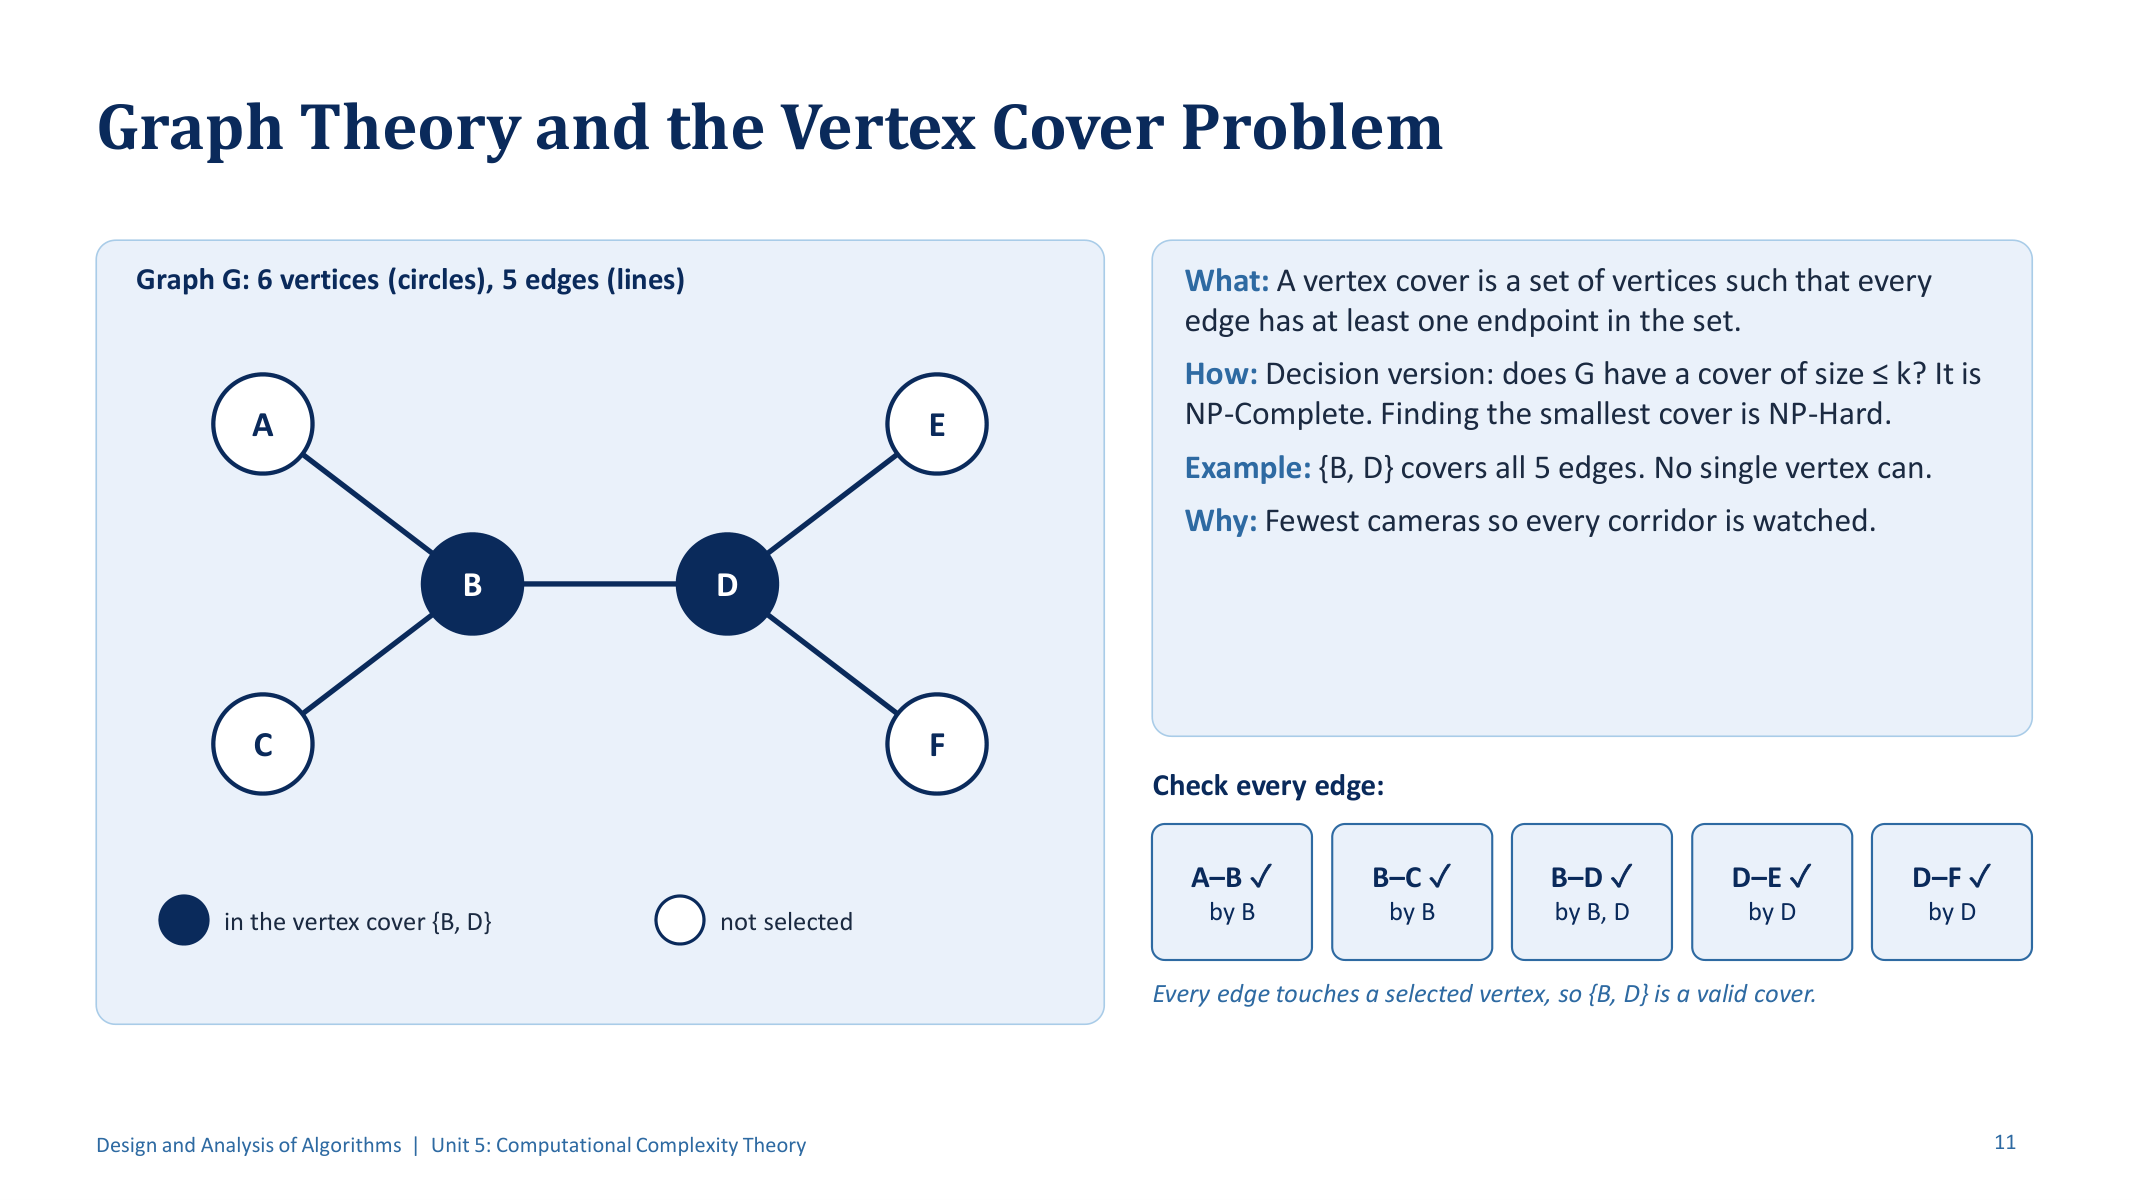 Graph Theory and the Vertex Cover Problem
Graph G: 6 vertices (circles), 5 edges (lines)
A
E
B
D
C
F
in the vertex cover {B, D}
not selected
What: A vertex cover is a set of vertices such that every
edge has at least one endpoint in the set.
How: Decision version: does G have a cover of size ≤ k? It is
NP-Complete. Finding the smallest cover is NP-Hard.
Example: {B, D} covers all 5 edges. No single vertex can.
Why: Fewest cameras so every corridor is watched.
Check every edge:
A–B ✓
by B
B–C ✓
by B
B–D ✓
by B, D
D–E ✓
by D
D–F ✓
by D
Every edge touches a selected vertex, so {B, D} is a valid cover.
Design and Analysis of Algorithms | Unit 5: Computational Complexity Theory
11